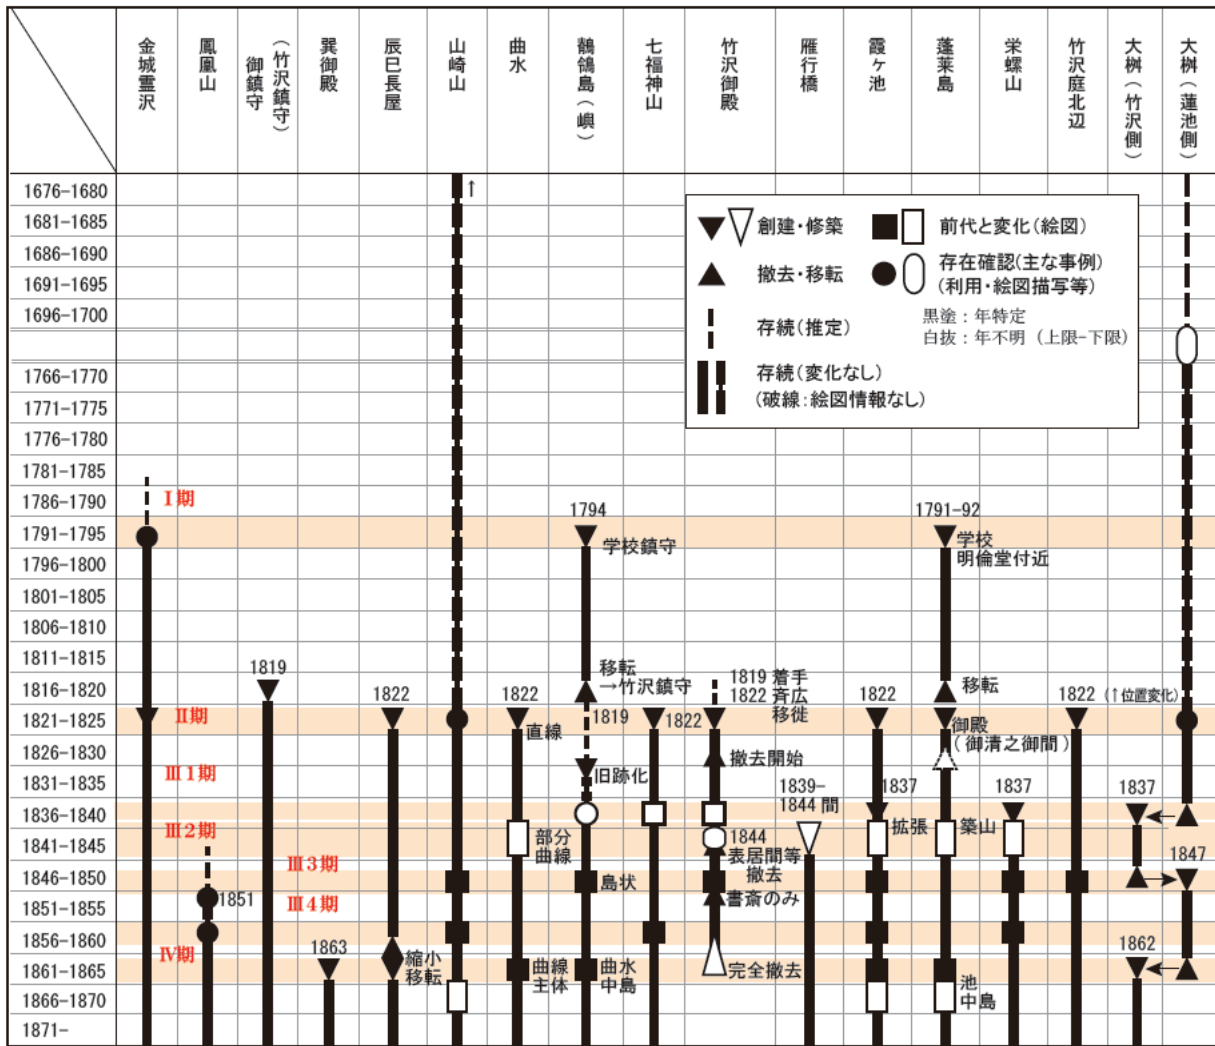 金城霊沢
鳳凰山
御鎮守
（竹沢鎮守）
巽御殿
辰巳長屋
山崎山
曲水
鶺鴒島（嶼）
七福神山
竹沢御殿
雁行橋
霞ヶ池
蓬莱島
栄螺山
竹沢庭北辺
大桝（竹沢側）
大桝（蓮池側）
1676-1680
↑
1681-1685
1686-1690
1691-1695
1696-1700
1766-1770
1771-1775
1776-1780
1781-1785
1786-1790
1791-1795
1796-1800
1801-1805
1806-1810
1811-1815
1816-1820
1821-1825
1826-1830
1831-1835
1836-1840
1841-1845
1846-1850
1851-1855
1856-1860
1861-1865
1866-1870
1871-
創建・修築
前代と変化（絵図）
撤去・移転
存在確認（主な事例）
（利用・絵図描写等）
存続（推定）
黒塗：年特定
白抜：年不明（上限-下限）
存続（変化なし）
（破線：絵図情報なし）
Ⅰ期
Ⅱ期
Ⅲ1期
Ⅲ2期
Ⅲ3期
Ⅲ4期
Ⅳ期
1851
1819
1863
1822
縮小
移転
1822
直線
部分
曲線
曲線
主体
1794
学校鎮守
移転
→竹沢鎮守
1819
旧跡化
島状
曲水
中島
1822
1819 着手
1822 斉広
移徙
撤去開始
1844
表居間等
撤去
書斎のみ
完全撤去
1839-
1844 間
1822
1837
拡張
1791-92
学校
明倫堂付近
移転
御殿
（御清之御間）
築山
池
中島
1837
1822
（↑位置変化）
1837
←
→
1847
1862
←